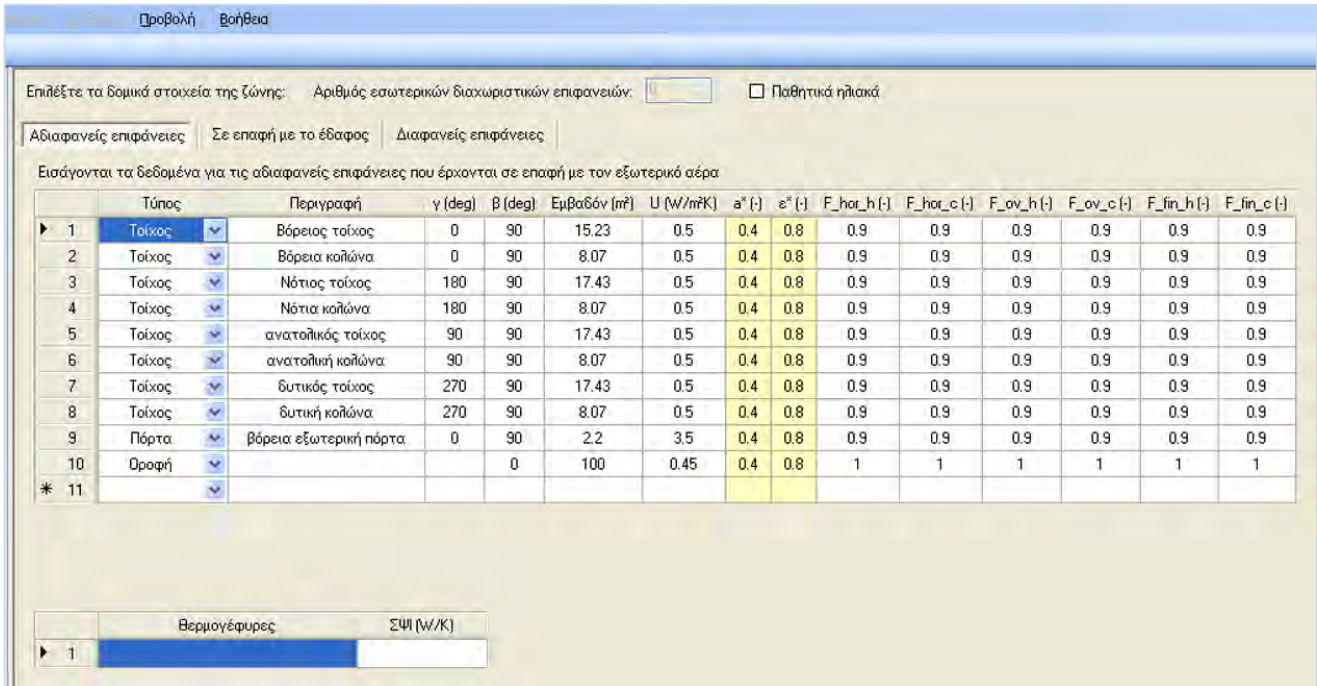 Προβολή Βοήθεια
Επιλέξτε τα δομικά στοιχεία της ζώνης: Αριθμός εσωτερικών διαχωριστικών επιφανειών: 0 Παθητικά ηλιακά
Αδιαφανείς επιφάνειες Σε επαφή με το έδαφος Διαφανείς επιφάνειες
Εισάγονται τα δεδομένα για τις αδιαφανείς επιφάνειες που έρχονται σε επαφή με τον εξωτερικό αέρα
Τύπος Περιγραφή γ (deg) β (deg) Εμβαδόν (m²) U (W/m²K) a* (-) ε* (-) F_hor_h (-) F_hor_c (-) F_ov_h (-) F_ov_c (-) F_fin_h (-) F_fin_c (-)
1 Τοίχος Βόρειος τοίχος 0 90 15.23 0.5 0.4 0.8 0.9 0.9 0.9 0.9 0.9 0.9
2 Τοίχος Βόρεια κολώνα 0 90 8.07 0.5 0.4 0.8 0.9 0.9 0.9 0.9 0.9 0.9
3 Τοίχος Νότιος τοίχος 180 90 17.43 0.5 0.4 0.8 0.9 0.9 0.9 0.9 0.9 0.9
4 Τοίχος Νότια κολώνα 180 90 8.07 0.5 0.4 0.8 0.9 0.9 0.9 0.9 0.9 0.9
5 Τοίχος ανατολικός τοίχος 90 90 17.43 0.5 0.4 0.8 0.9 0.9 0.9 0.9 0.9 0.9
6 Τοίχος ανατολική κολώνα 90 90 8.07 0.5 0.4 0.8 0.9 0.9 0.9 0.9 0.9 0.9
7 Τοίχος δυτικός τοίχος 270 90 17.43 0.5 0.4 0.8 0.9 0.9 0.9 0.9 0.9 0.9
8 Τοίχος δυτική κολώνα 270 90 8.07 0.5 0.4 0.8 0.9 0.9 0.9 0.9 0.9 0.9
9 Πόρτα βόρεια εξωτερική πόρτα 0 90 2.2 3.5 0.4 0.8 0.9 0.9 0.9 0.9 0.9 0.9
10 Οροφή 0 100 0.45 0.4 0.8 1 1 1 1 1 1
* 11
Θερμογέφυρες ΣΨl (W/K)
1